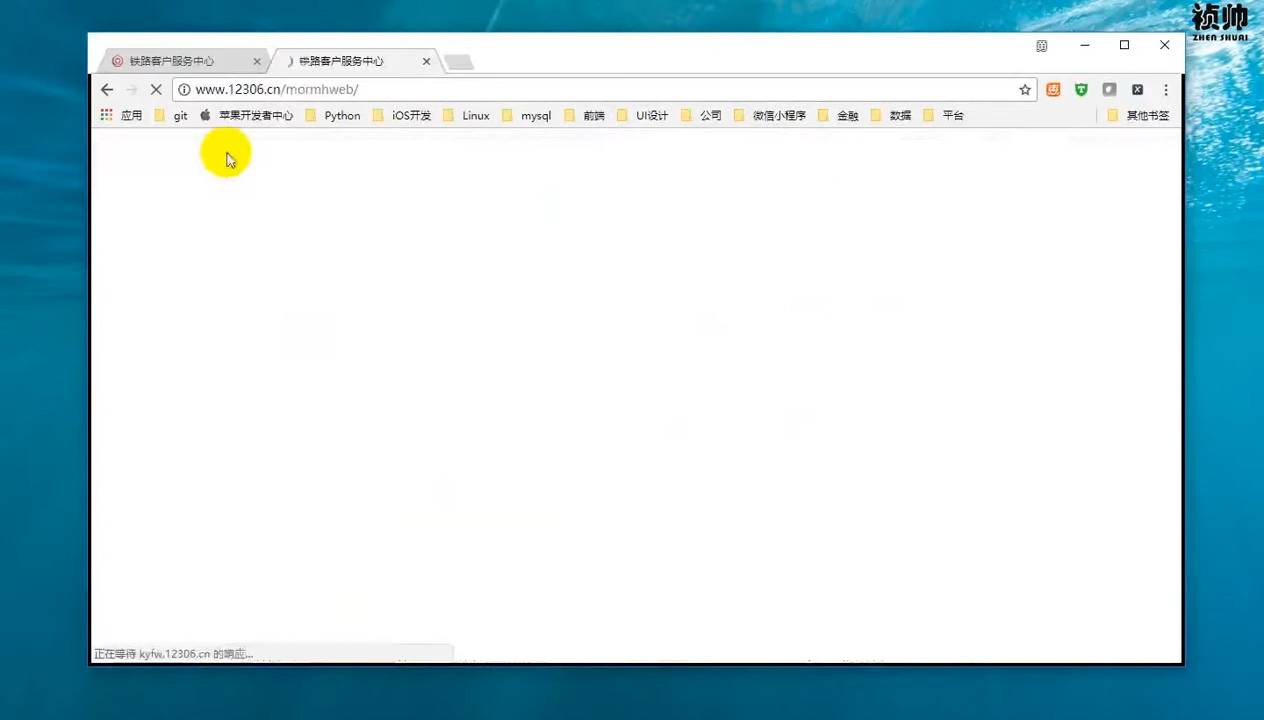 祯帅
ZHEN SHUAI
铁路客户服务中心
铁路客户服务中心
www.12306.cn/mormhweb/
应用 git 苹果开发者中心 Python iOS开发 Linux mysql 前端 UI设计 公司 微信小程序 金融 数据 平台 其他书签
正在等待 kyfw.12306.cn 的响应...